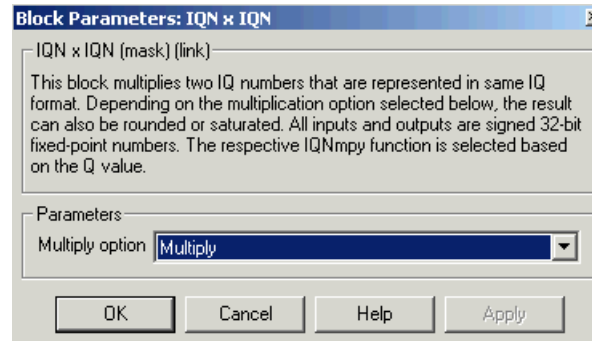 Block Parameters: IQN x IQN
IQN x IQN (mask) (link)
This block multiplies two IQ numbers that are represented in same IQ
format. Depending on the multiplication option selected below, the result
can also be rounded or saturated. All inputs and outputs are signed 32-bit
fixed-point numbers. The respective IQNmpy function is selected based
on the Q value.
Parameters
Multiply option Multiply
OK Cancel Help Apply